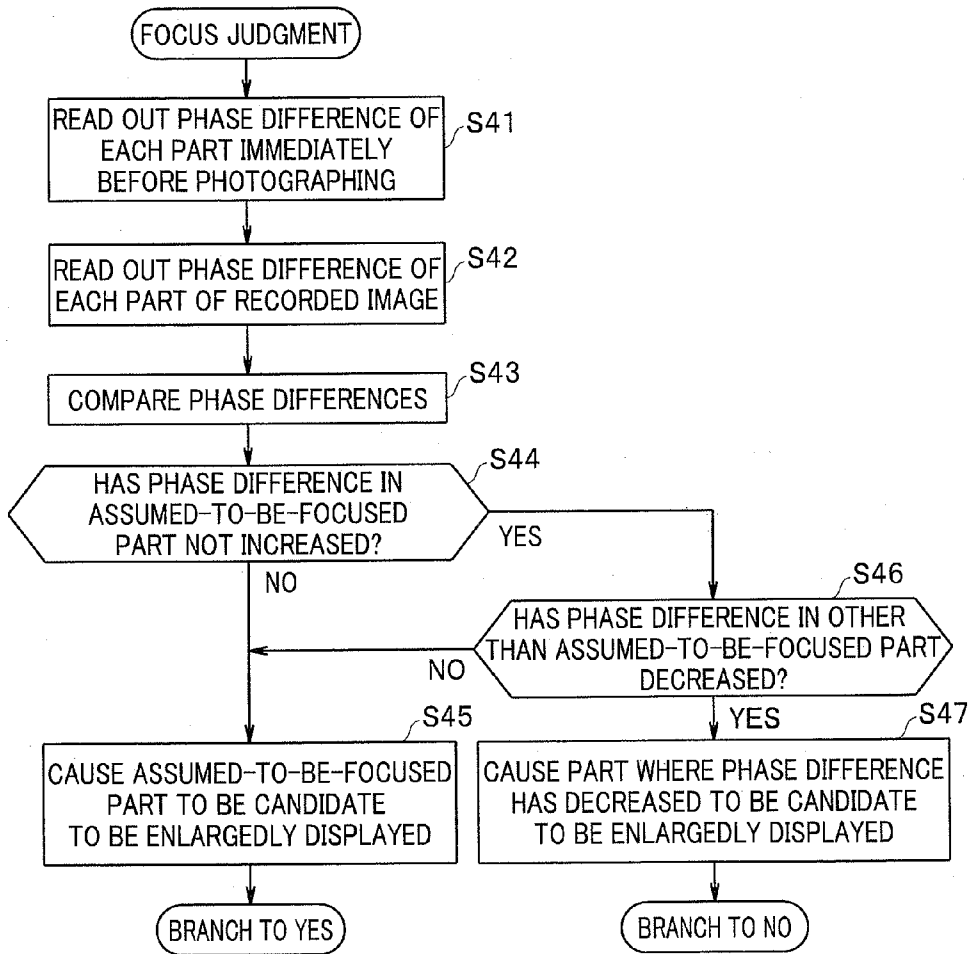 FOCUS JUDGMENT
READ OUT PHASE DIFFERENCE OF
EACH PART IMMEDIATELY
BEFORE PHOTOGRAPHING
S41
READ OUT PHASE DIFFERENCE OF
EACH PART OF RECORDED IMAGE
S42
COMPARE PHASE DIFFERENCES
S43
HAS PHASE DIFFERENCE IN
ASSUMED-TO-BE-FOCUSED
PART NOT INCREASED?
S44
YES
NO
HAS PHASE DIFFERENCE IN OTHER
THAN ASSUMED-TO-BE-FOCUSED PART
DECREASED?
S46
NO
YES
CAUSE ASSUMED-TO-BE-FOCUSED
PART TO BE CANDIDATE
TO BE ENLARGEDLY DISPLAYED
S45
CAUSE PART WHERE PHASE DIFFERENCE
HAS DECREASED TO BE CANDIDATE
TO BE ENLARGEDLY DISPLAYED
S47
BRANCH TO YES
BRANCH TO NO